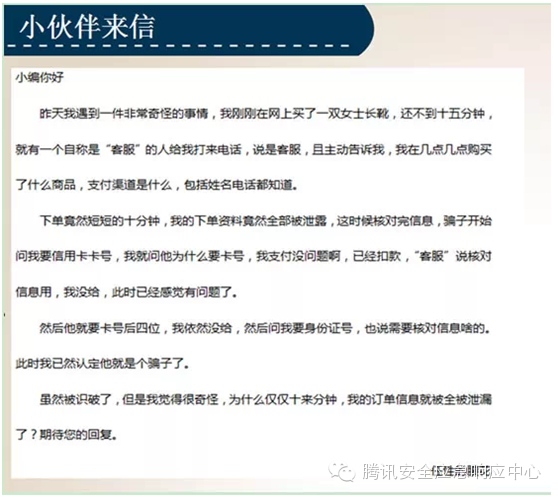 小伙伴来信
小编你好
昨天我遇到一件非常奇怪的事情，我刚刚在网上买了一双女士长靴，还不到十五分钟，
就有一个自称是“客服”的人给我打来电话，说是客服，且主动告诉我，我在几点几点购买
了什么商品，支付渠道是什么，包括姓名电话都知道。
下单竟然短短的十分钟，我的下单资料竟然全部被泄露，这时候核对完信息，骗子开始
问我要信用卡卡号，我就问他为什么要卡号，我支付没问题啊，已经扣款，“客服”说核对
信息用，我没给，此时已经感觉有问题了。
然后他就要卡号后四位，我依然没给，然后问我要身份证号，也说需要核对信息啥的。
此时我已然认定他就是个骗子了。
虽然被识破了，但是我觉得很奇怪，为什么仅仅十来分钟，我的订单信息就被全被泄漏
了？期待您的回复。
腾讯安全应急响应中心